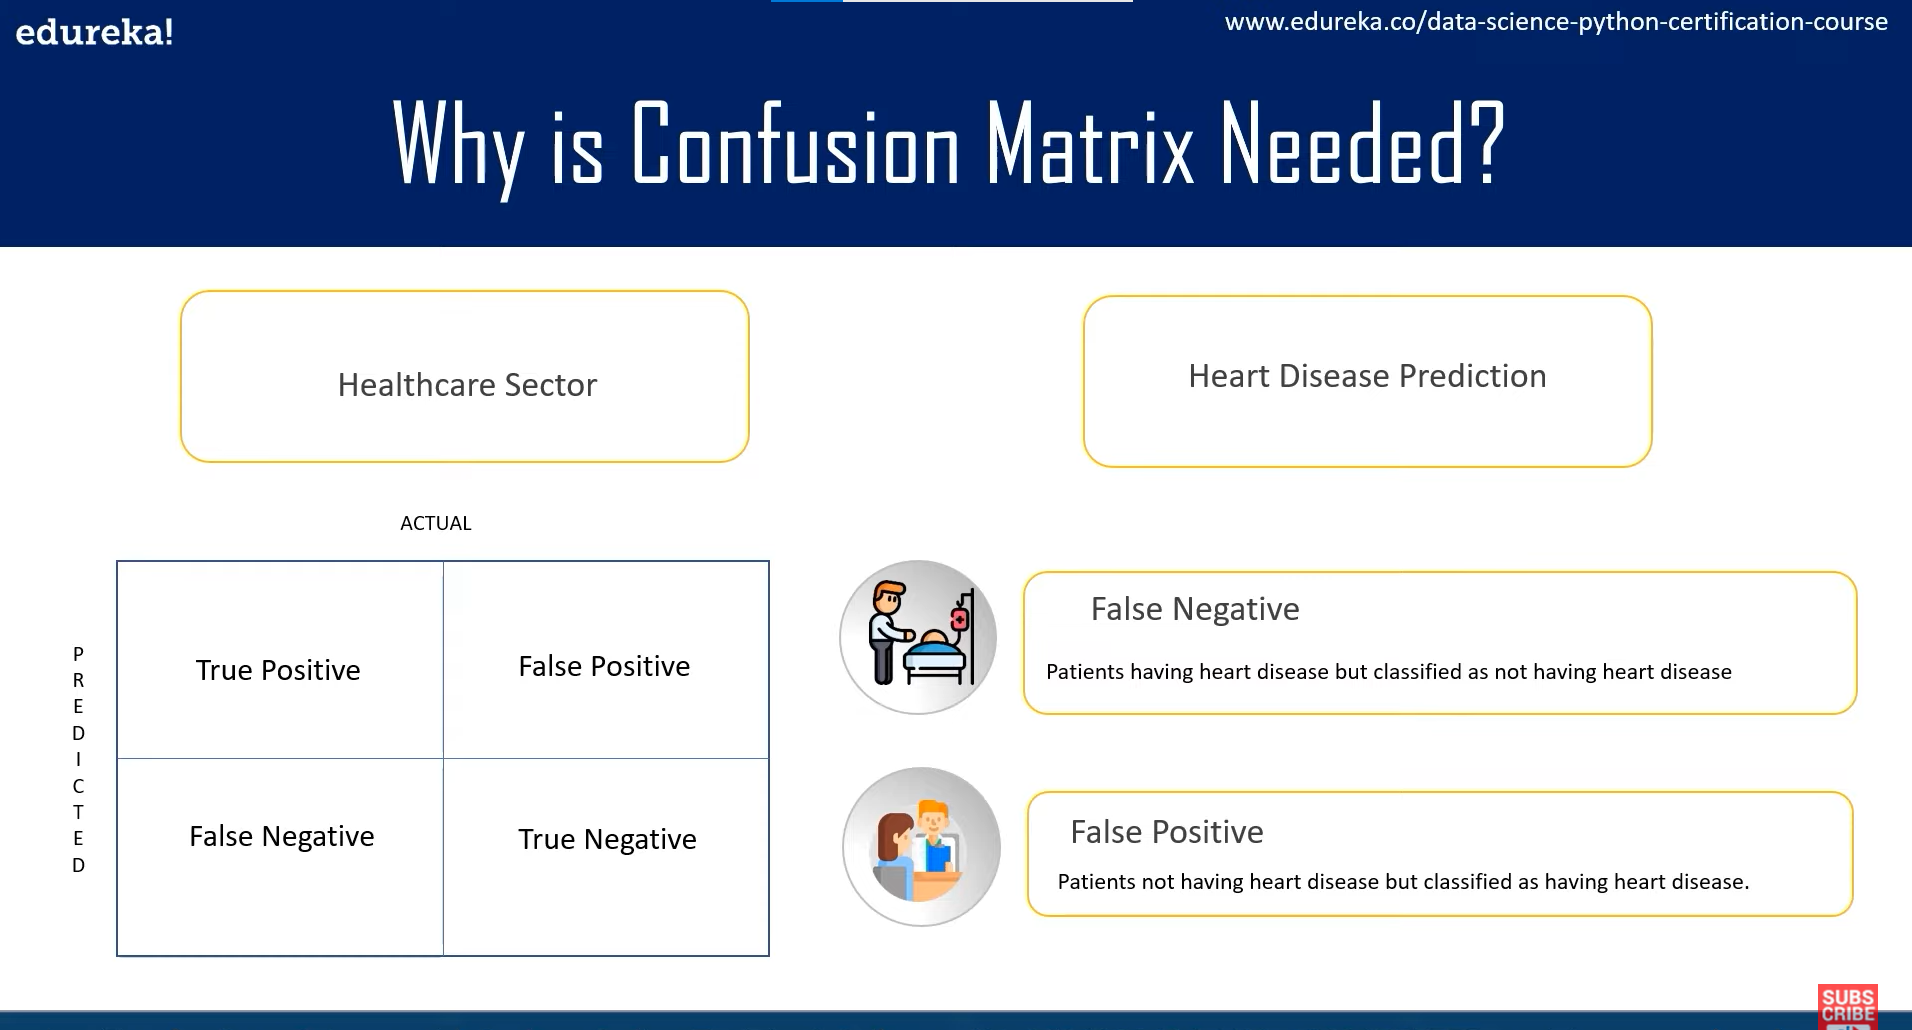 edureka!
www.edureka.co/data-science-python-certification-course
Why is Confusion Matrix Needed?
Healthcare Sector
Heart Disease Prediction
ACTUAL
PREDICTED
True Positive
False Positive
False Negative
True Negative
False Negative
Patients having heart disease but classified as not having heart disease
False Positive
Patients not having heart disease but classified as having heart disease.
SUBS
CRIBE